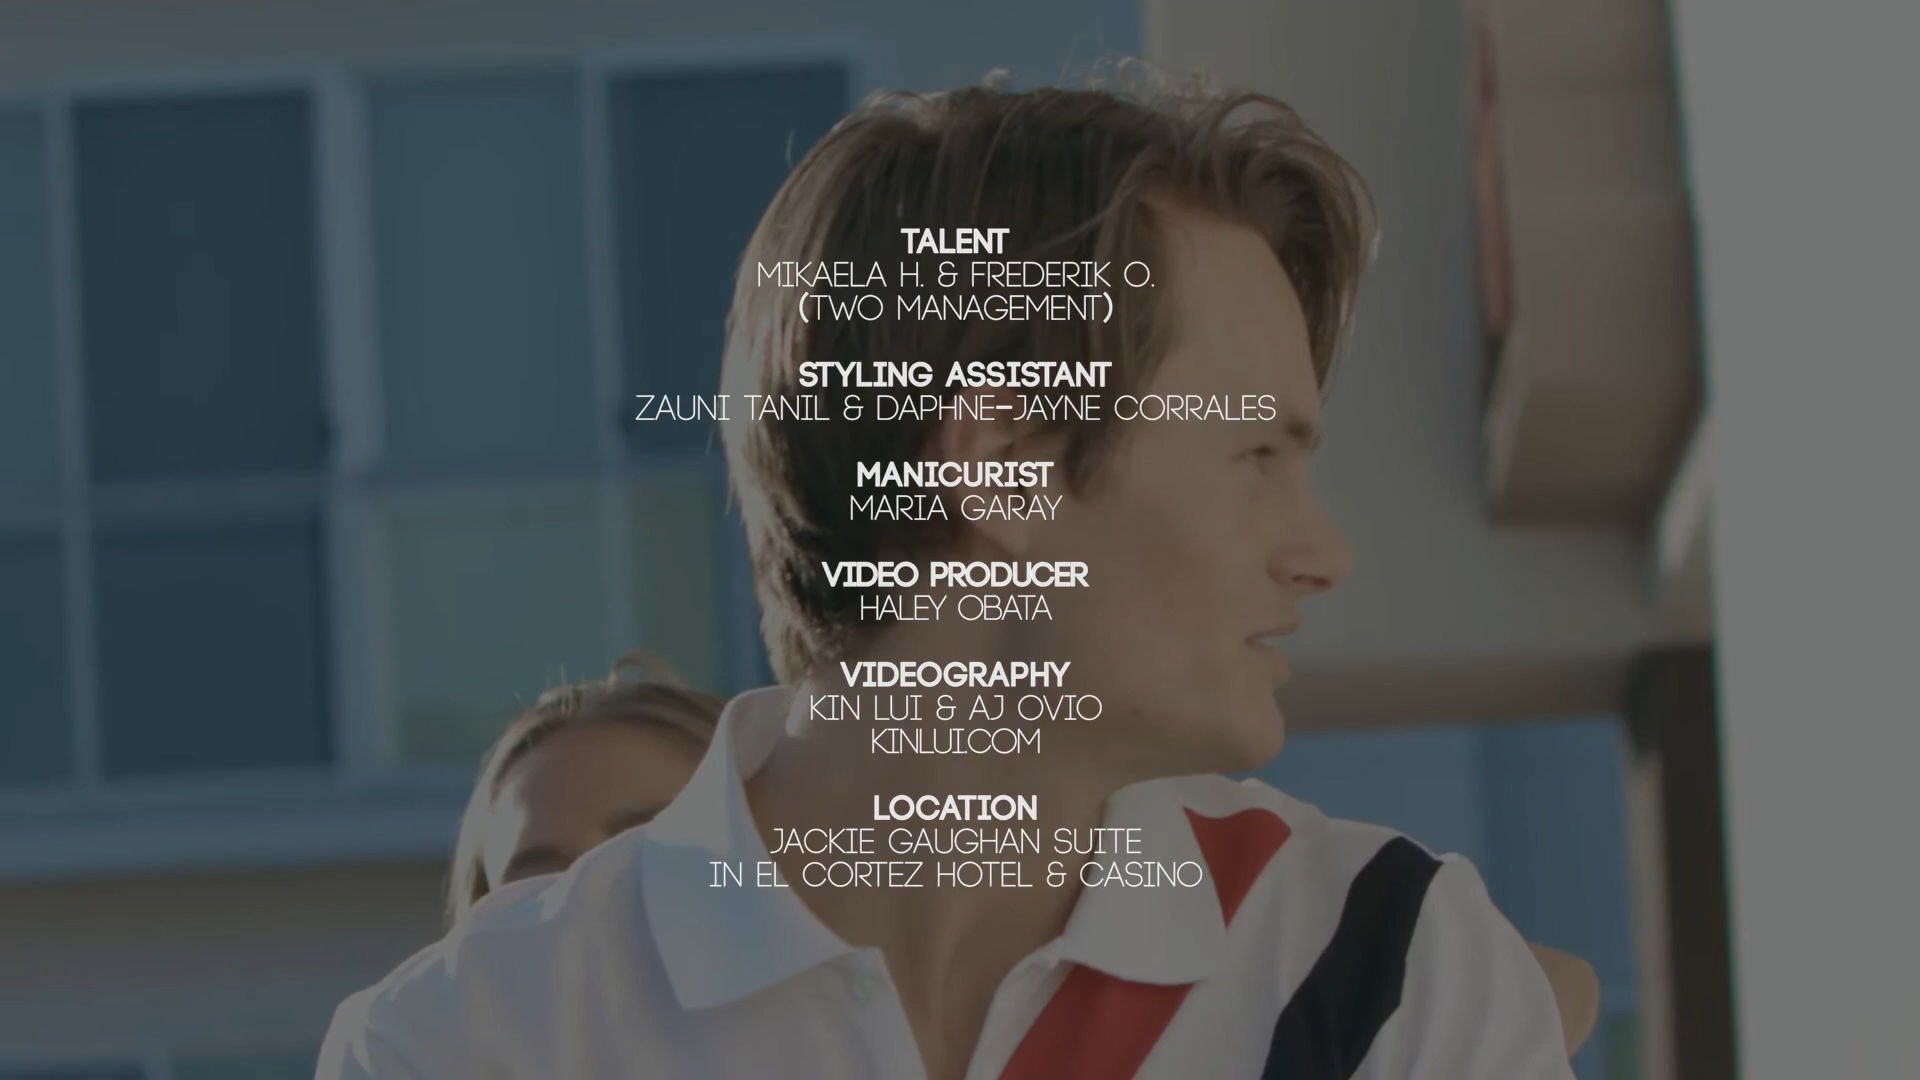 TALENT
MIKAELA H. & FREDERIK O.
(TWO MANAGEMENT)
STYLING ASSISTANT
ZAUNI TANIL & DAPHNE-JAYNE CORRALES
MANICURIST
MARIA GARAY
VIDEO PRODUCER
HALEY OBATA
VIDEOGRAPHY
KIN LUI & AJ OVIO
KINLUI.COM
LOCATION
JACKIE GAUGHAN SUITE
IN EL CORTEZ HOTEL & CASINO